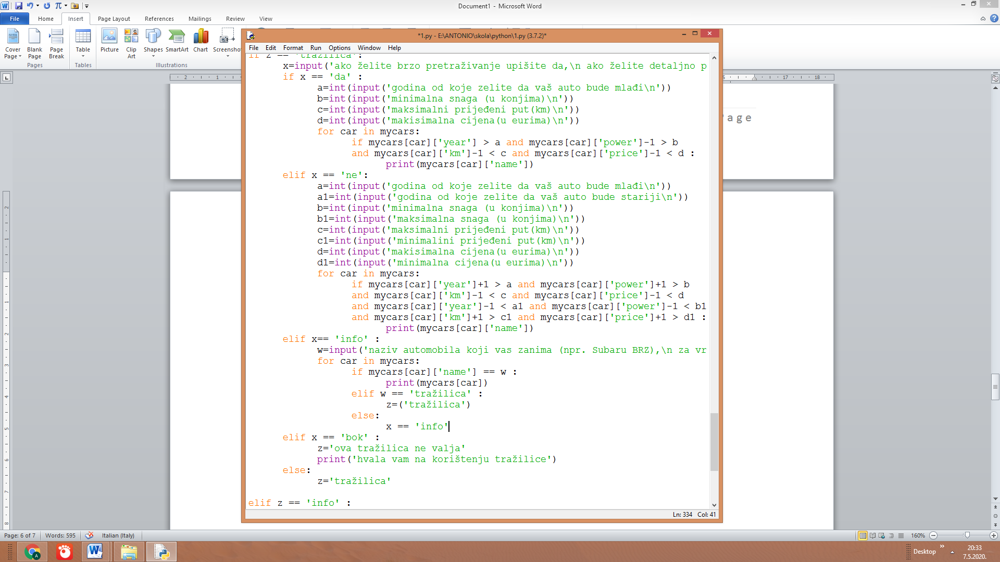 Document1 - Microsoft Word
File Home Insert Page Layout References Mailings Review View
Cover Page
Blank Page
Page Break
Table
Picture
Clip Art
Shapes
SmartArt
Chart
Screensho
Pages
Tables
Illustrations
*1.py - E:\ANTONIO\skola\python\1.py (3.7.2)*
File Edit Format Run Options Window Help
if z == 'tražilica':
x=input('ako želite brzo pretraživanje upišite da,\n ako želite detaljno p
if x == 'da' :
a=int(input('godina od koje zelite da vaš auto bude mlađi\n'))
b=int(input('minimalna snaga (u konjima)\n'))
c=int(input('maksimalni prijeđeni put(km)\n'))
d=int(input('makisimalna cijena(u eurima)\n'))
for car in mycars:
if mycars[car]['year'] > a and mycars[car]['power']-1 > b
and mycars[car]['km']-1 < c and mycars[car]['price']-1 < d :
print(mycars[car]['name'])
elif x == 'ne':
a=int(input('godina od koje zelite da vaš auto bude mlađi\n'))
a1=int(input('godina od koje zelite da vaš auto bude stariji\n'))
b=int(input('minimalna snaga (u konjima)\n'))
b1=int(input('maksimalna snaga (u konjima)\n'))
c=int(input('maksimalni prijeđeni put(km)\n'))
c1=int(input('minimalini prijeđeni put(km)\n'))
d=int(input('makisimalna cijena(u eurima)\n'))
d1=int(input('minimalna cijena(u eurima)\n'))
for car in mycars:
if mycars[car]['year']+1 > a and mycars[car]['power']+1 > b
and mycars[car]['km']-1 < c and mycars[car]['price']-1 < d
and mycars[car]['year']-1 < a1 and mycars[car]['power']-1 < b1
and mycars[car]['km']+1 > c1 and mycars[car]['price']+1 > d1 :
print(mycars[car]['name'])
elif x== 'info' :
w=input('naziv automobila koji vas zanima (npr. Subaru BRZ),\n za vr
for car in mycars:
if mycars[car]['name'] == w :
print(mycars[car])
elif w == 'tražilica' :
z=('tražilica')
else:
x == 'info'
elif x == 'bok' :
z='ova tražilica ne valja'
print('hvala vam na korištenju tražilice')
else:
z='tražilica'
elif z == 'info' :
Ln: 334 Col: 41
age
Page: 6 of 7 Words: 595 Italian (Italy) 160%
Desktop
20:33
7.5.2020.